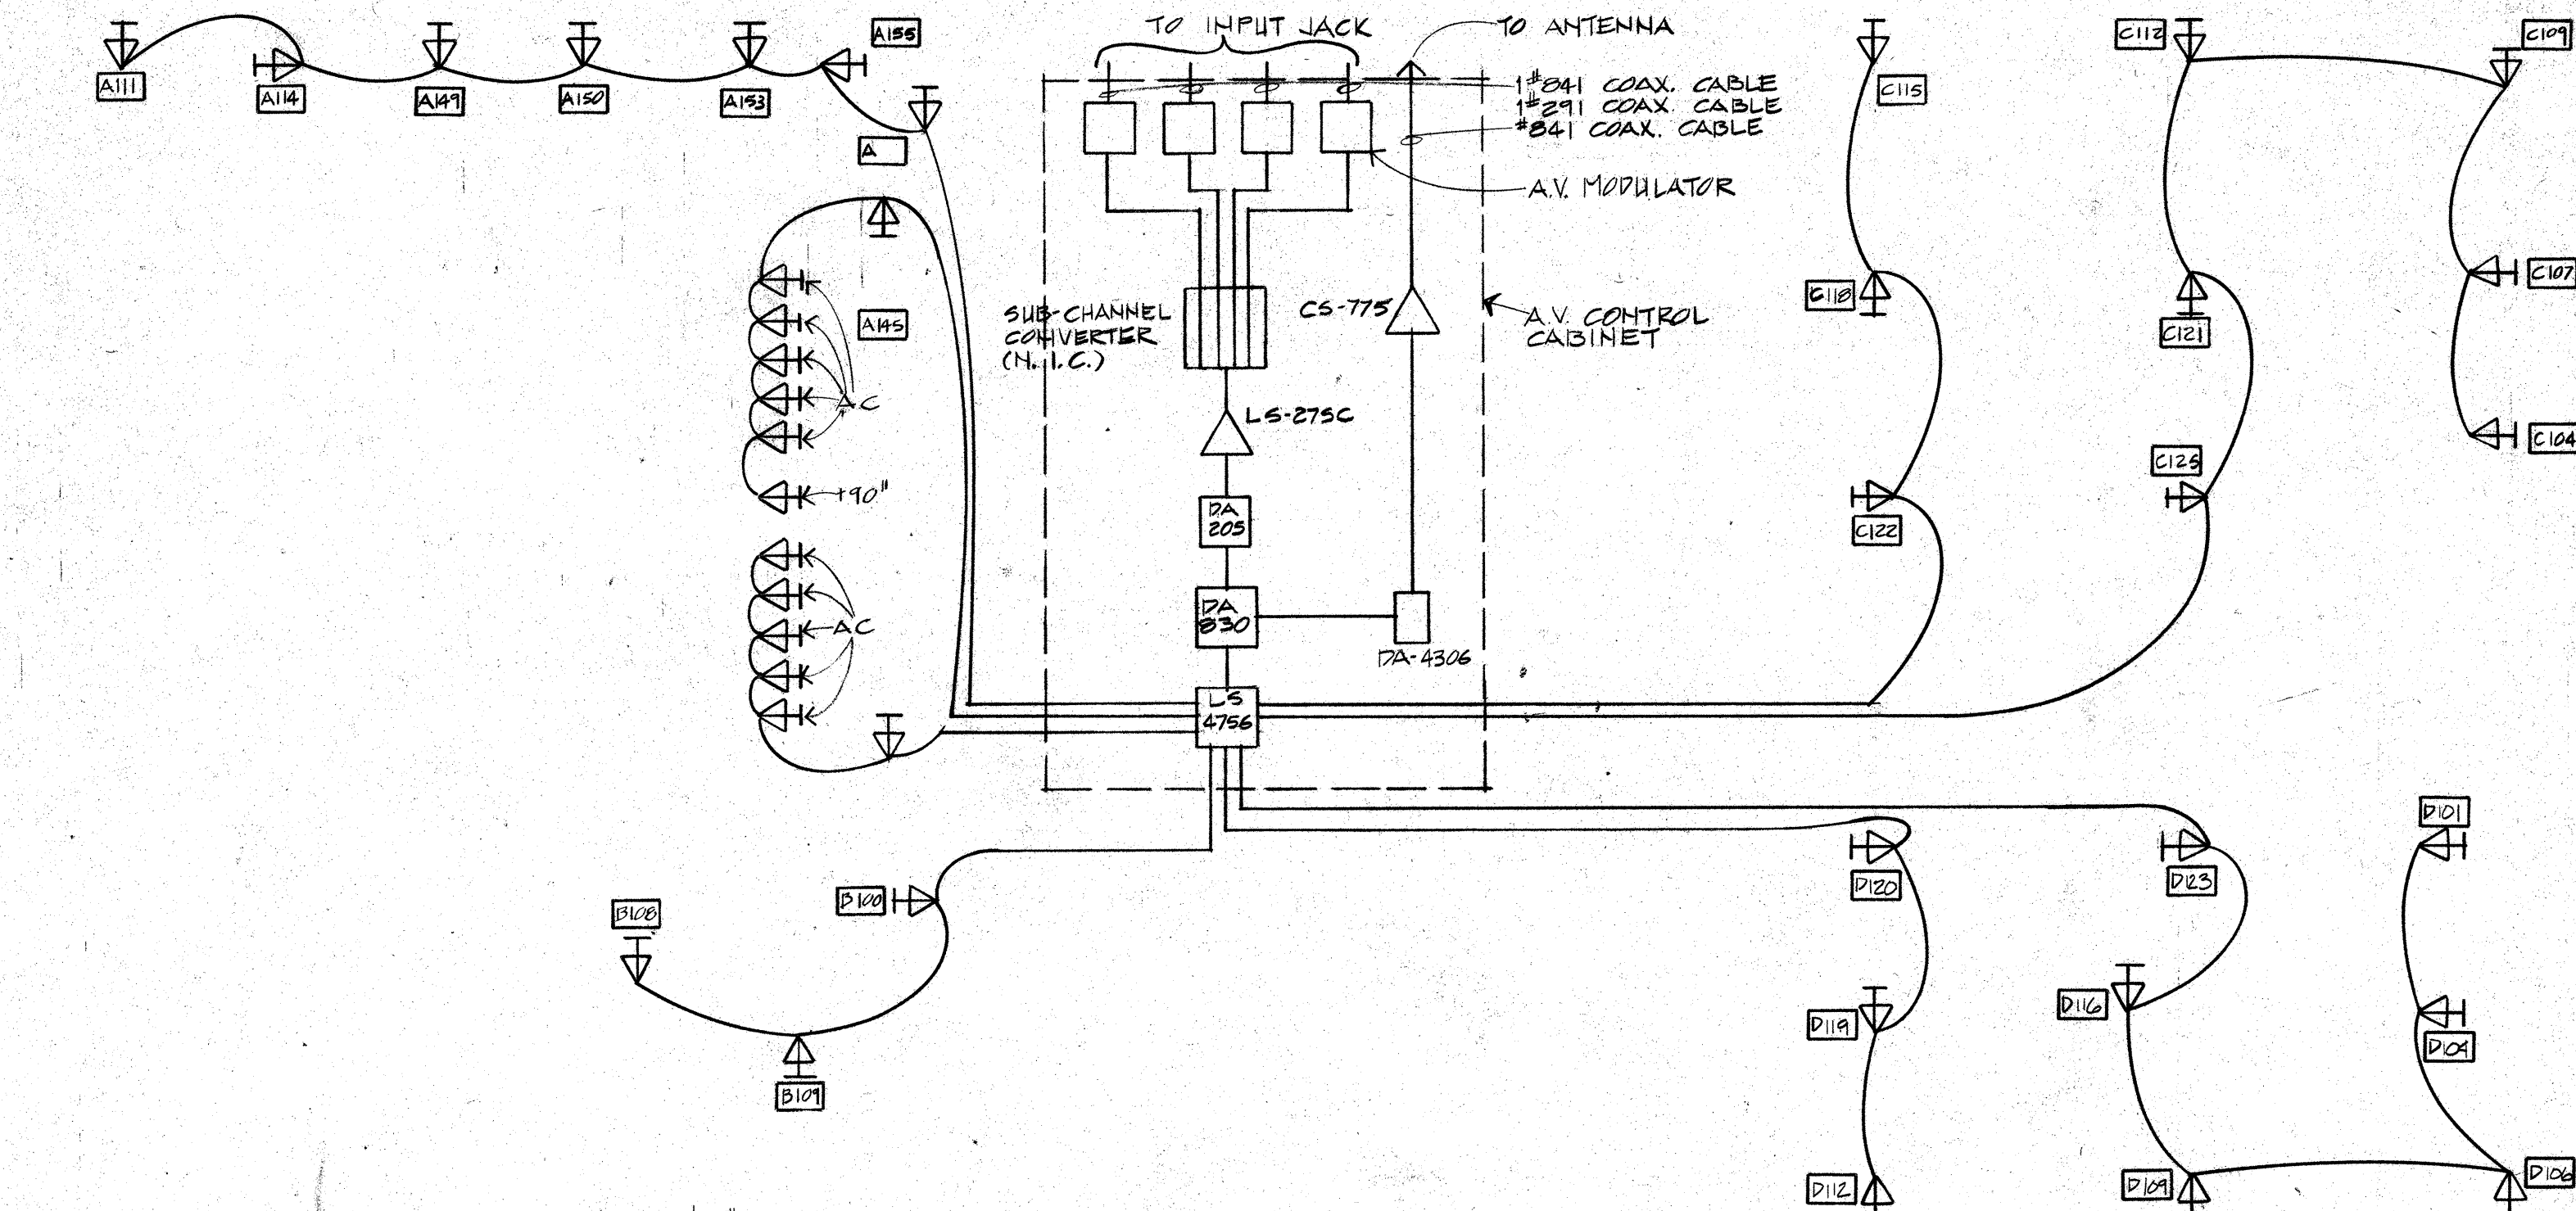 TO INPUT JACK
TO ANTENNA
A111
A114
A149
A150
A153
A155
A
1#841 COAX. CABLE
1#291 COAX. CABLE
#841 COAX. CABLE
A.V. MODULATOR
C115
C112
C109
A145
SUB-CHANNEL
CONVERTER
(N.I.C.)
CS-775
A.V. CONTROL
CABINET
C118
C121
C107
AC
LS-275C
C104
+90"
DA
205
C122
C125
AC
DA
830
DA-4306
LS
4756
D101
D120
D123
B100
B108
D119
D116
D104
B109
D112
D109
D106